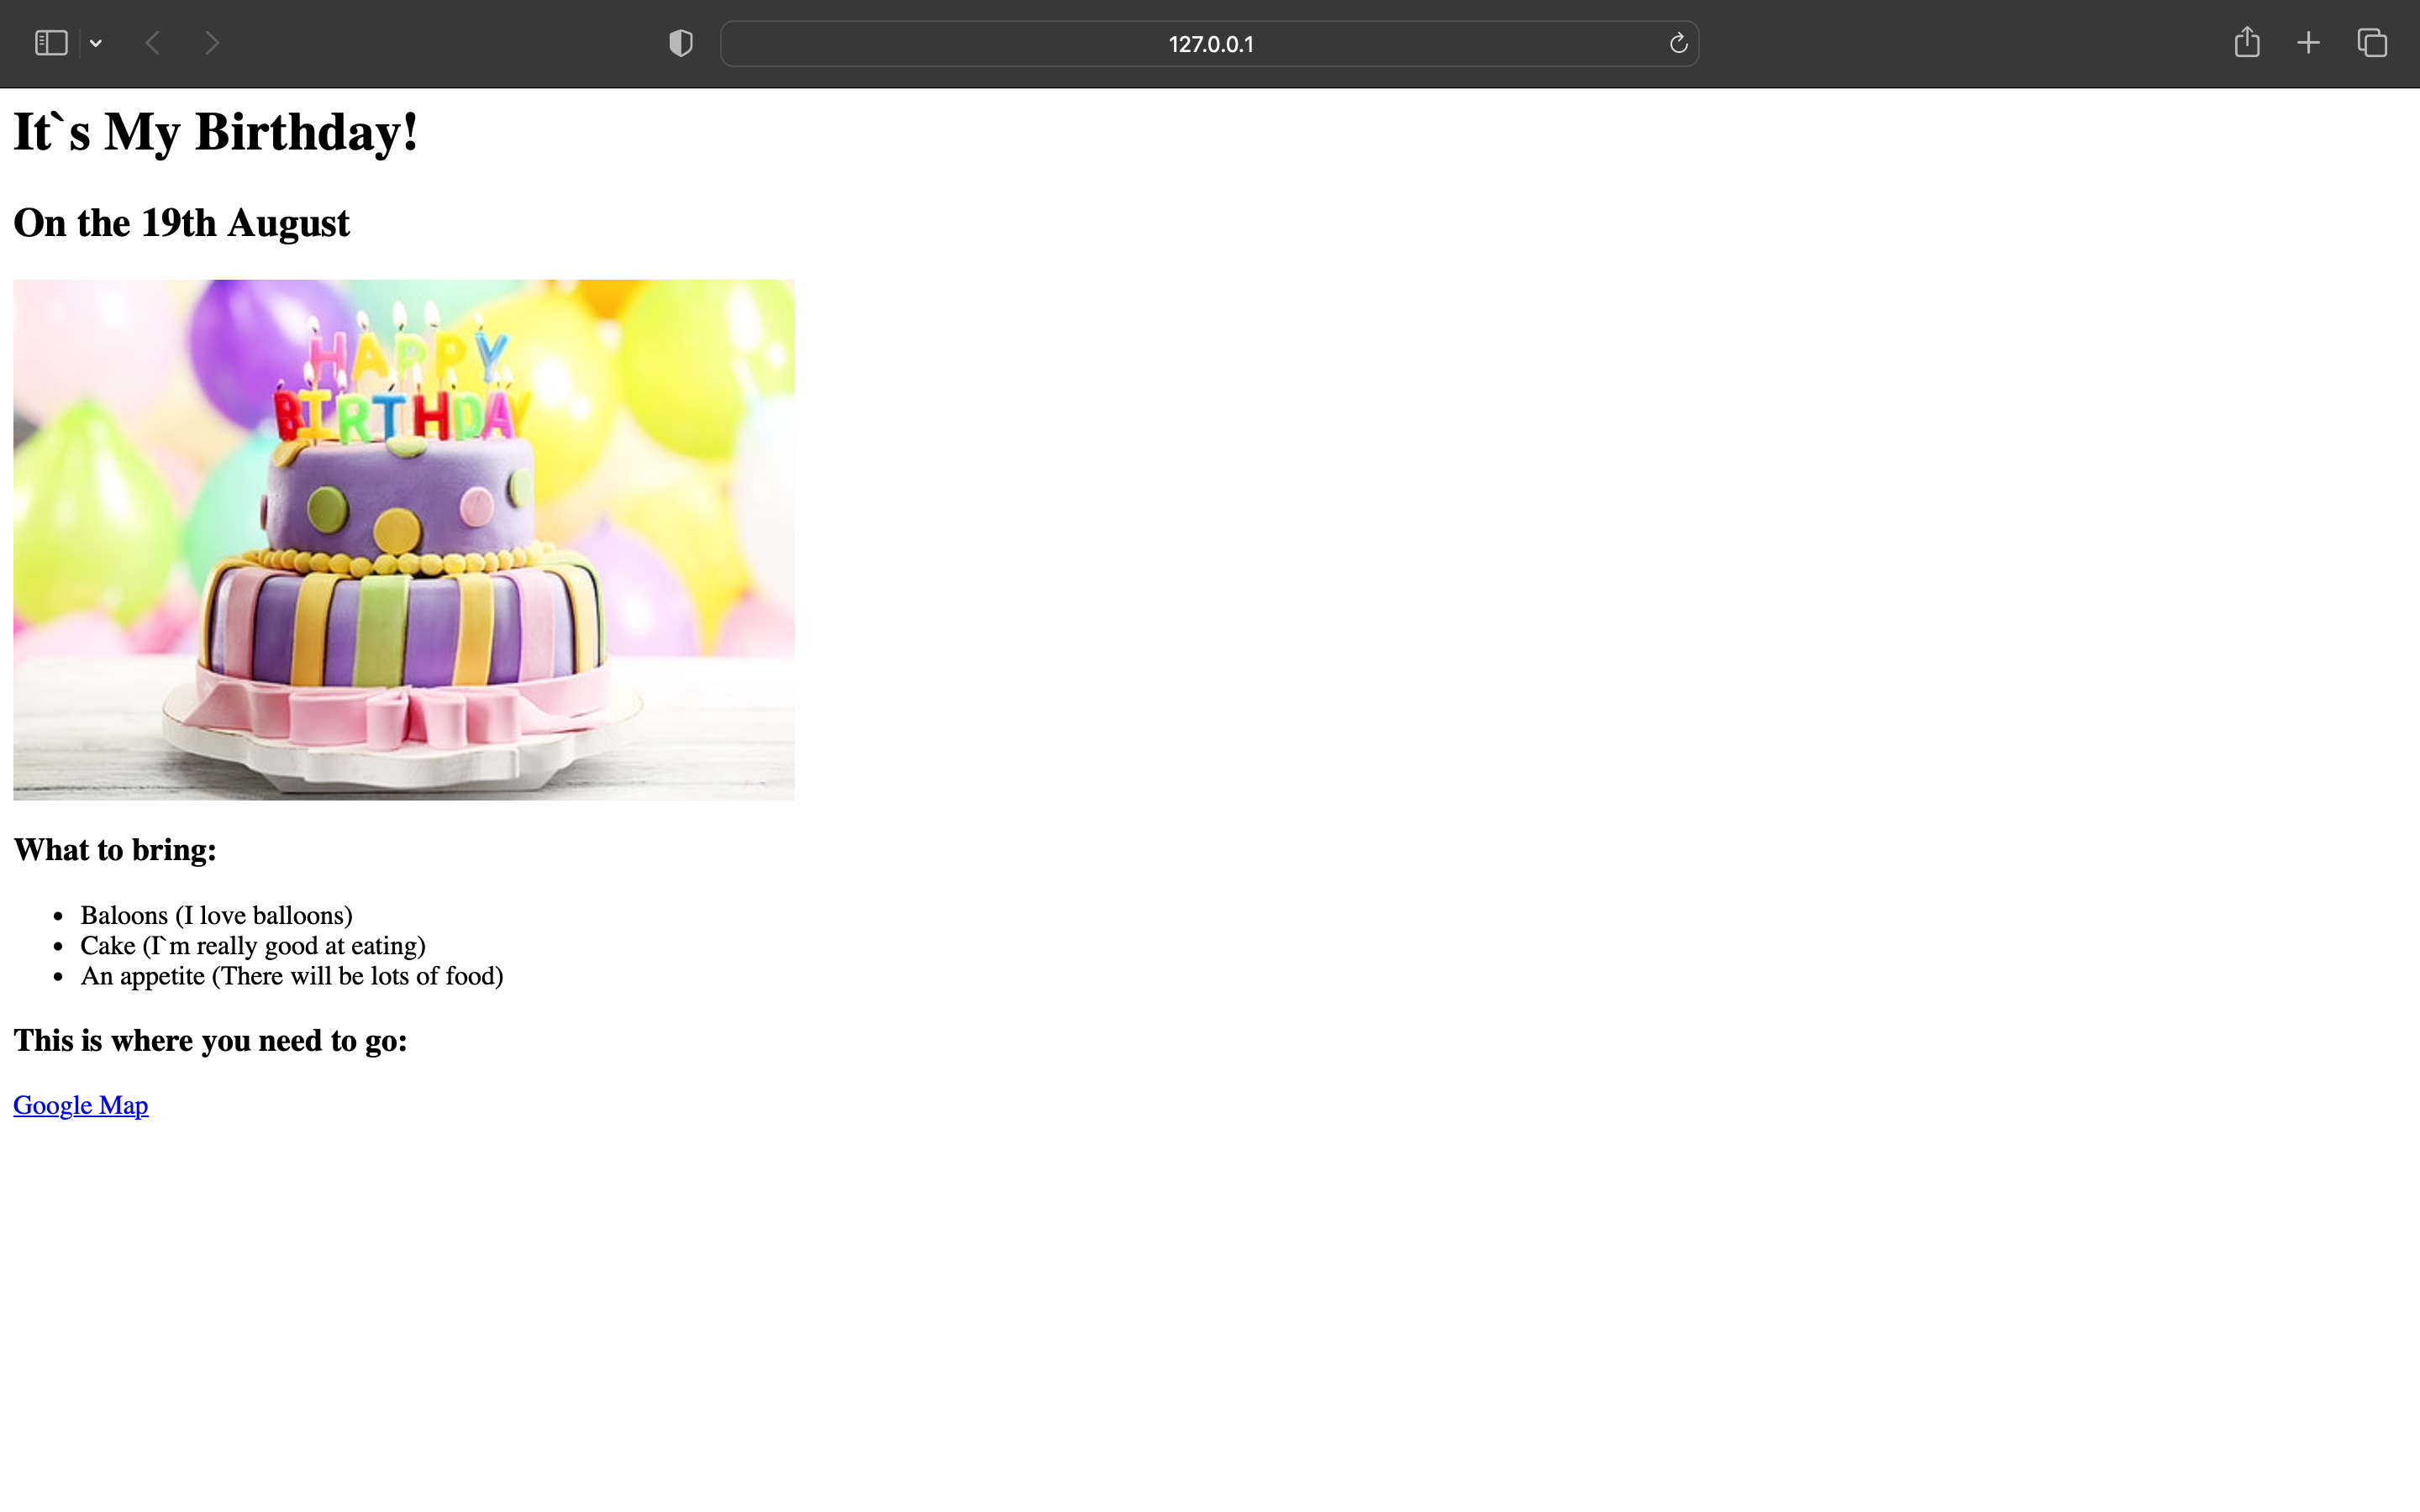 127.0.0.1
It`s My Birthday!
On the 19th August
HAPPY
BIRTHDAY
What to bring:
Baloons (I love balloons)
Cake (I`m really good at eating)
An appetite (There will be lots of food)
This is where you need to go:
Google Map